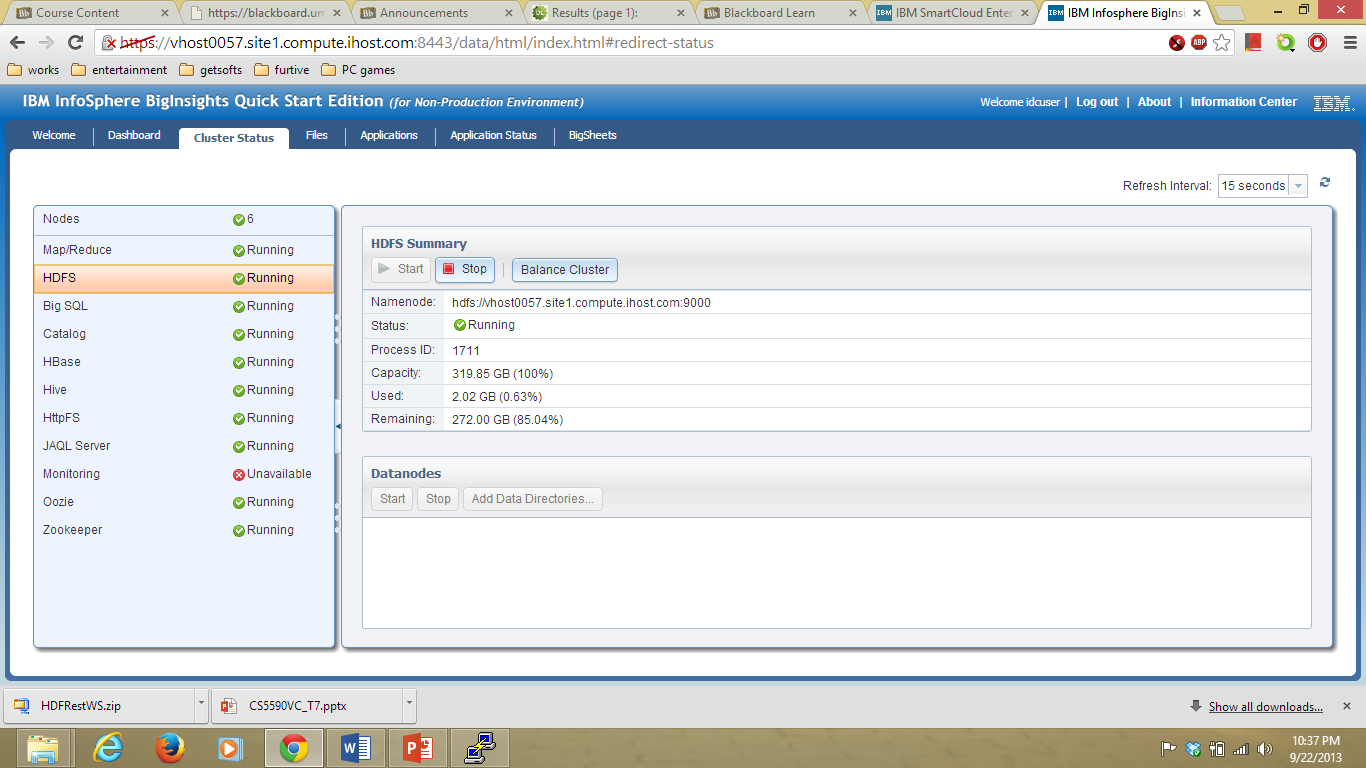 Course Content
https://blackboard.um
Announcements
Results (page 1):
Blackboard Learn
IBM SmartCloud Enter
IBM Infosphere BigInsi
https://vhost0057.site1.compute.ihost.com:8443/data/html/index.html#redirect-status
works entertainment getsofts furtive PC games
IBM InfoSphere BigInsights Quick Start Edition (for Non-Production Environment)
Welcome idcuser | Log out | About | Information Center IBM.
Welcome Dashboard Cluster Status Files Applications Application Status BigSheets
Refresh Interval: 15 seconds
Nodes 6
Map/Reduce Running
HDFS Running
Big SQL Running
Catalog Running
HBase Running
Hive Running
HttpFS Running
JAQL Server Running
Monitoring Unavailable
Oozie Running
Zookeeper Running
HDFS Summary
Start Stop | Balance Cluster
Namenode: hdfs://vhost0057.site1.compute.ihost.com:9000
Status: Running
Process ID: 1711
Capacity: 319.85 GB (100%)
Used: 2.02 GB (0.63%)
Remaining: 272.00 GB (85.04%)
Datanodes
Start Stop Add Data Directories...
HDFRestWS.zip
CS5590VC_T7.pptx
Show all downloads...
10:37 PM
9/22/2013